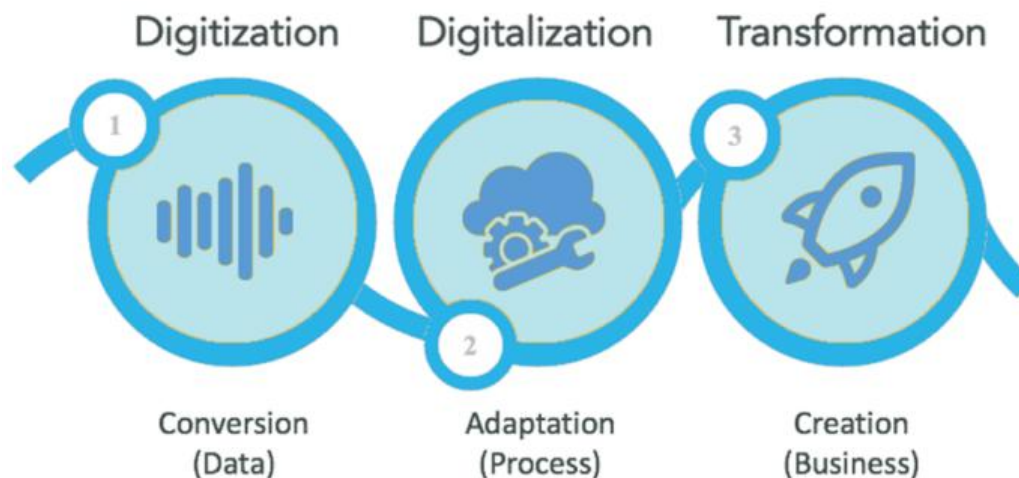 Digitization
Digitalization
Transformation
1
2
3
Conversion
(Data)
Adaptation
(Process)
Creation
(Business)